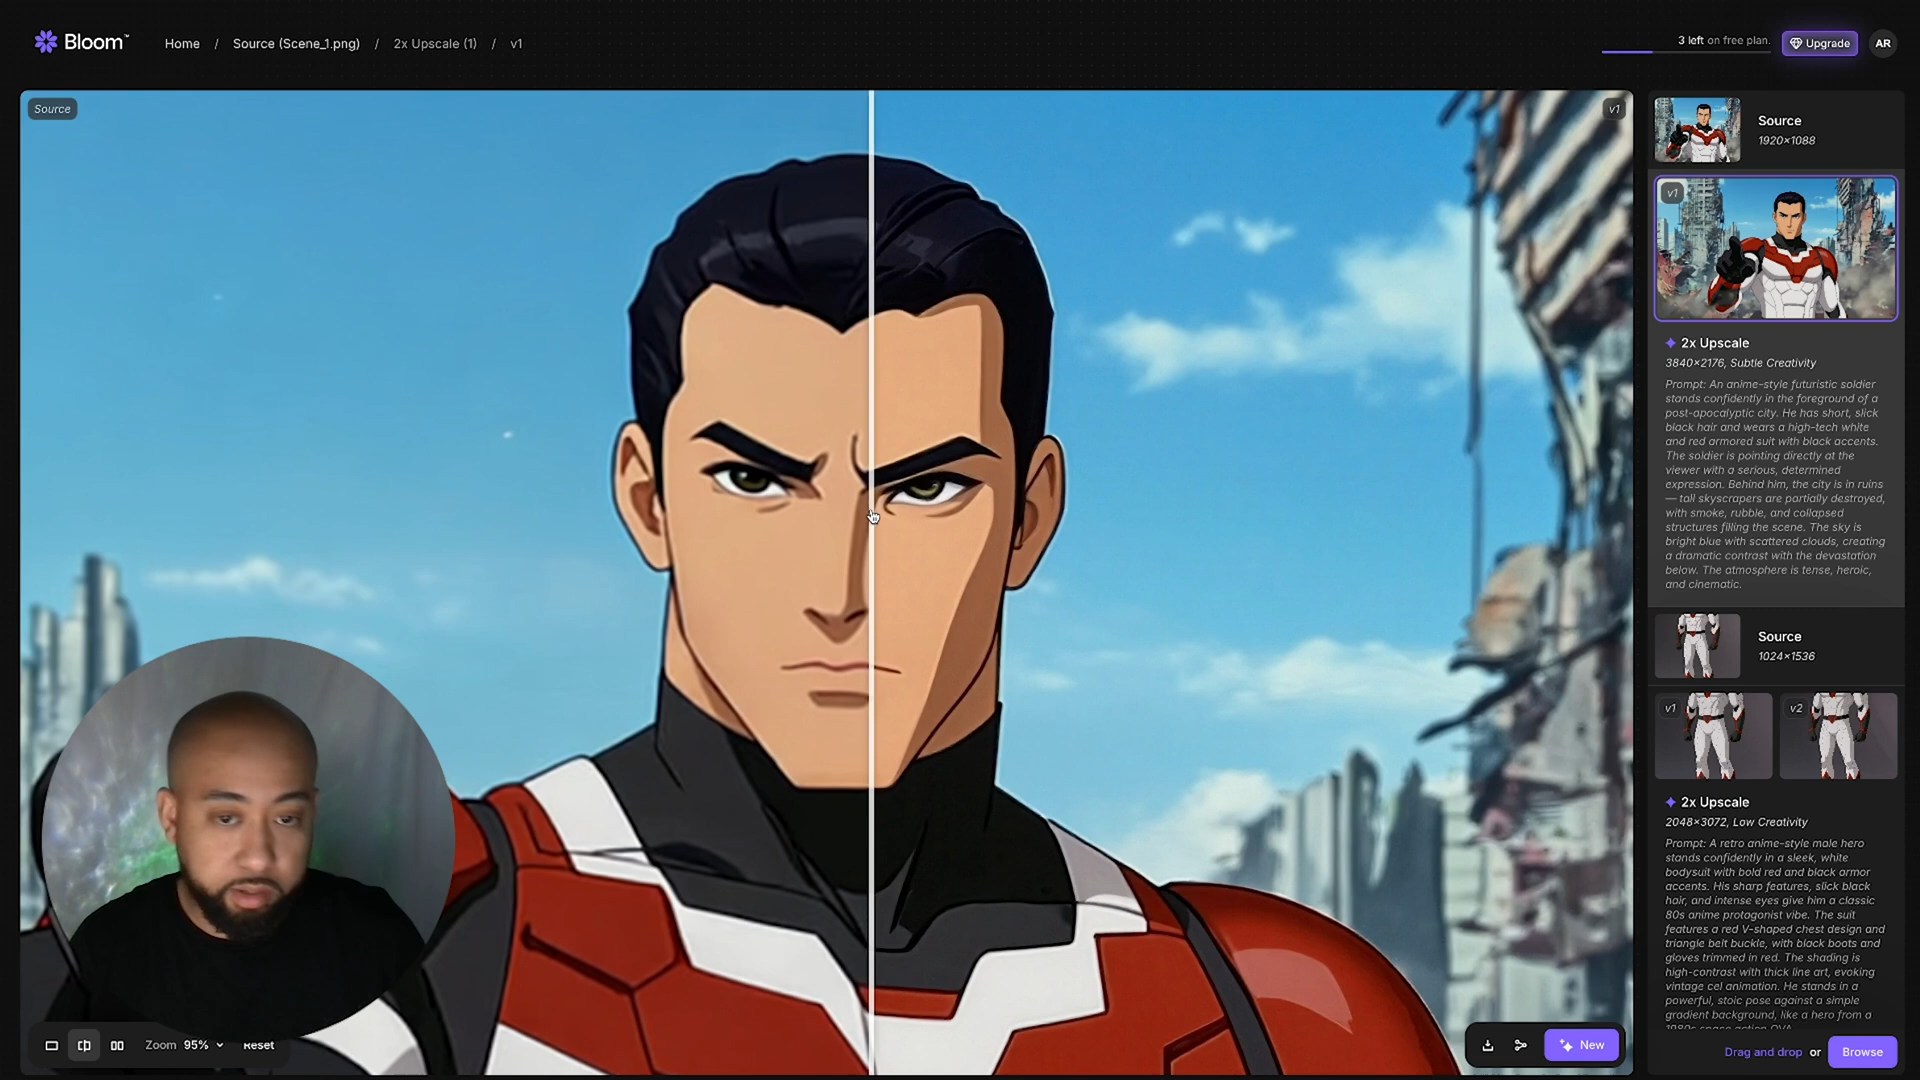 Bloom™
Home / Source (Scene_1.png) / 2x Upscale (1) / v1
3 left on free plan.
Upgrade
AR
Source
v1
Source
1920×1088
v1
2x Upscale
3840×2176, Subtle Creativity
Prompt: An anime-style futuristic soldier
stands confidently in the foreground of a
post-apocalyptic city. He has short, slick
black hair and wears a high-tech white
and red armored suit with black accents.
The soldier is pointing directly at the
viewer with a serious, determined
expression. Behind him, the city is in ruins
— tall skyscrapers are partially destroyed,
with smoke, rubble, and collapsed
structures filling the scene. The sky is
bright blue with scattered clouds, creating
a dramatic contrast with the devastation
below. The atmosphere is tense, heroic,
and cinematic.
Source
1024×1536
v1
v2
2x Upscale
2048×3072, Low Creativity
Prompt: A retro anime-style male hero
stands confidently in a sleek, white
bodysuit with bold red and black armor
accents. His sharp features, slick black
hair, and intense eyes give him a classic
80s anime protagonist vibe. The suit
features a red V-shaped chest design and
triangle belt buckle, with black boots and
gloves trimmed in red. The shading is
high-contrast with thick line art, evoking
vintage cel animation. He stands in a
powerful, stoic pose against a simple
gradient background, like a hero from a
1980s space action OVA.
Zoom 95%
Reset
New
Drag and drop or
Browse